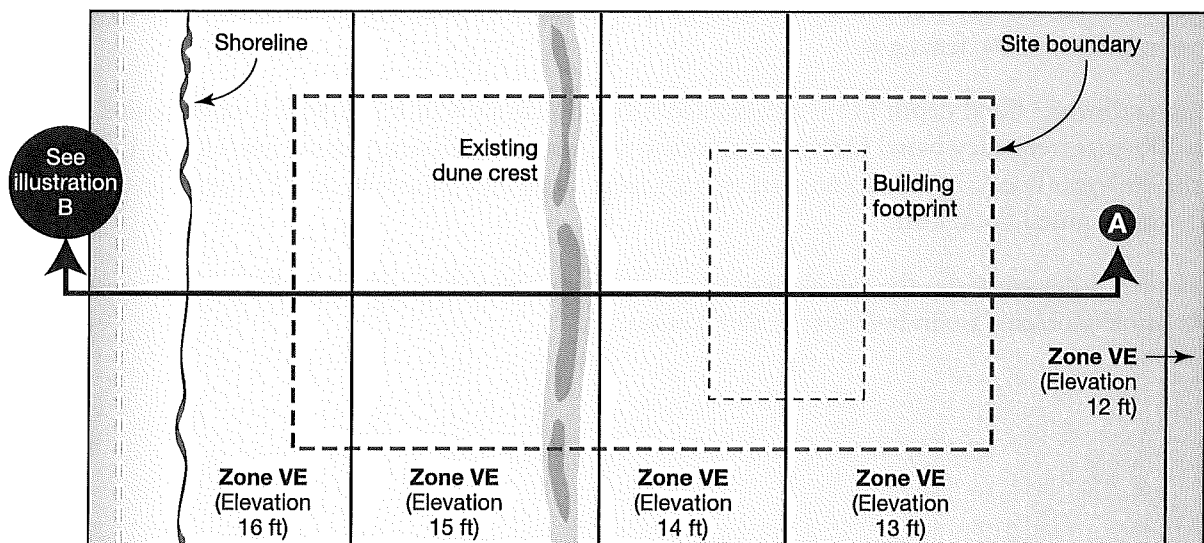 Shoreline
Site boundary
See
illustration
B
Existing
dune crest
Building
footprint
A
Zone VE
(Elevation
12 ft)
Zone VE
(Elevation
16 ft)
Zone VE
(Elevation
15 ft)
Zone VE
(Elevation
14 ft)
Zone VE
(Elevation
13 ft)